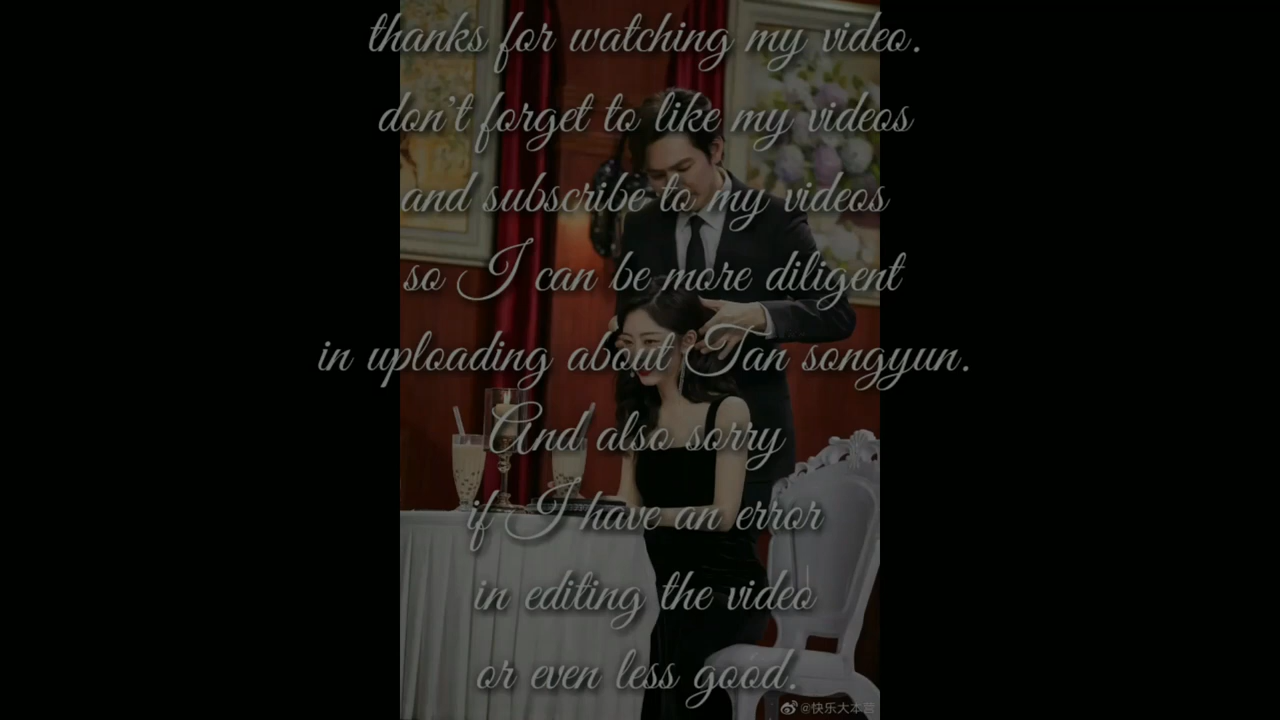 thanks for watching my video.
don't forget to like my videos
and subscribe to my videos
so I can be more diligent
in uploading about Tan songyun.
And also sorry
if I have an error
in editing the video
or even less good.
@快乐大本营